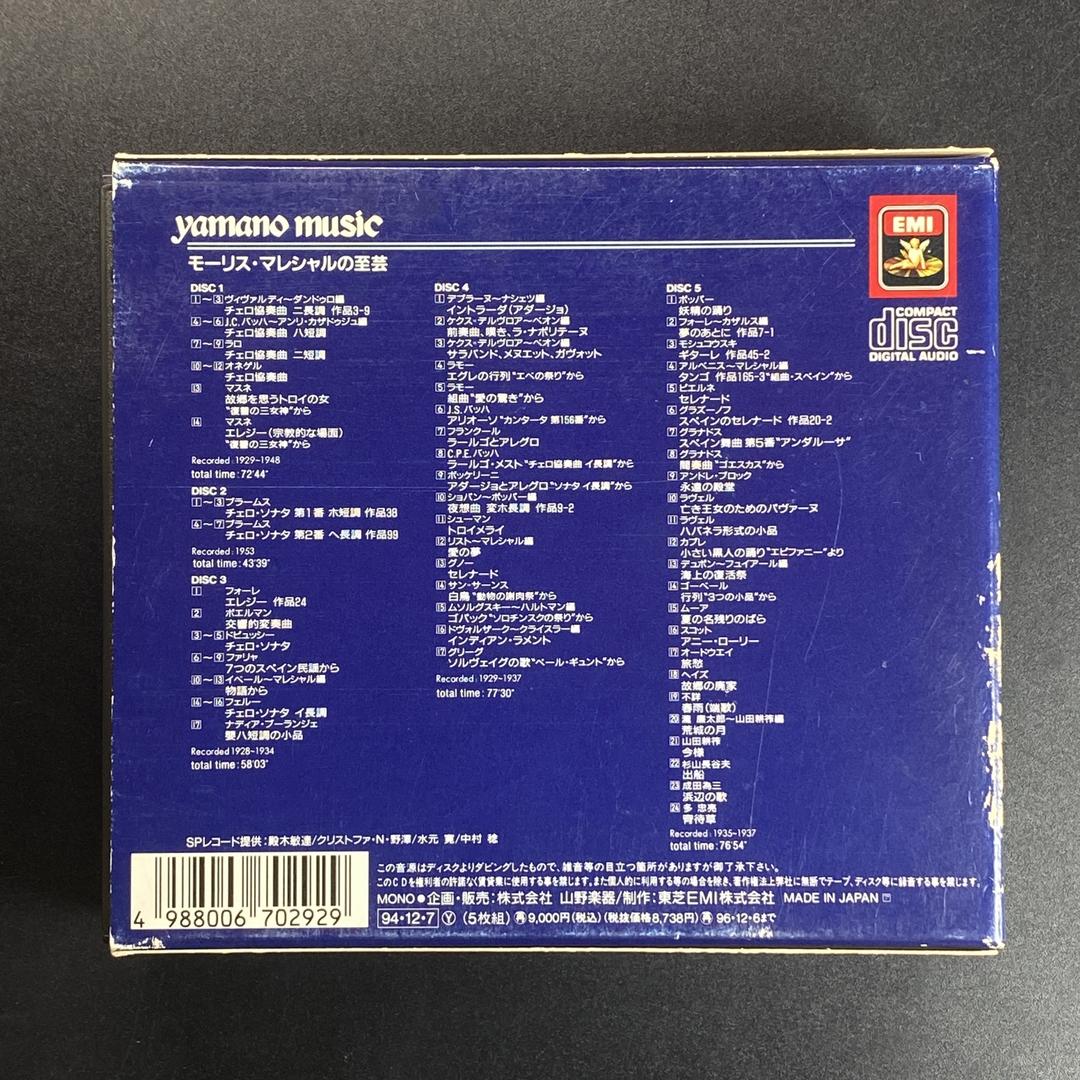 yamano music
モーリス・マレシャルの至芸
EMI
COMPACT
disc
DIGITAL AUDIO
DISC 1
1～3 ヴィヴァルディ～ダンドゥロ編
チェロ協奏曲 ニ長調 作品3-9
4～6 J.C.バッハ～アンリ・カザドゥジュ編
チェロ協奏曲 ハ短調
7～9 ラロ
チェロ協奏曲 ニ短調
10～12 オネゲル
チェロ協奏曲
13 マスネ
故郷を思うトロイの女
"復讐の三女神"から
14 マスネ
エレジー(宗教的な場面)
"復讐の三女神"から
Recorded: 1929~1948
total time: 72'44"
DISC 2
1～3 ブラームス
チェロ・ソナタ 第1番 ホ短調 作品38
4～7 ブラームス
チェロ・ソナタ 第2番 ヘ長調 作品99
Recorded: 1953
total time: 43'39"
DISC 3
1 フォーレ
エレジー 作品24
2 ボエルマン
交響的変奏曲
3～5 ドビュッシー
チェロ・ソナタ
6～9 ファリャ
7つのスペイン民謡から
10～13 イベール～マレシャル編
物語から
14～16 フェルー
チェロ・ソナタ イ長調
17 ナディア・ブーランジェ
嬰ハ短調の小品
Recorded 1928~1934
total time: 58'03"
DISC 4
1 デプラーヌ～ナシェツ編
イントラーダ(アダージョ)
2 ケクス・デルヴロア～ベオン編
前奏曲、嘆き、ラ・ナポリテーヌ
3 ケクス・デルヴロア～ベオン編
サラバンド、メヌエット、ガヴォット
4 ラモー
エグレの行列"エベの祭り"から
5 ラモー
組曲"愛の驚き"から
6 J.S.バッハ
アリオーソ"カンタータ 第156番"から
7 フランクール
ラールゴとアレグロ
8 C.P.E.バッハ
ラールゴ・メスト"チェロ協奏曲 イ長調"から
9 ボッケリーニ
アダージョとアレグロ"ソナタ イ長調"から
10 ショパン～ポッパー編
夜想曲 変ホ長調 作品9-2
11 シューマン
トロイメライ
12 リスト～マレシャル編
愛の夢
13 グノー
セレナード
14 サン・サーンス
白鳥"動物の謝肉祭"から
15 ムソルグスキー～ハルトマン編
ゴパック"ソロチンスクの祭り"から
16 ドヴォルザーク～クライスラー編
インディアン・ラメント
17 グリーグ
ソルヴェイグの歌"ペール・ギュント"から
Recorded: 1929~1937
total time: 77'30"
DISC 5
1 ポッパー
妖精の踊り
2 フォーレ～カザルス編
夢のあとに 作品7-1
3 モシュコウスキ
ギターレ 作品45-2
4 アルベニス～マレシャル編
タンゴ 作品165-3"組曲・スペイン"から
5 ピエルネ
セレナード
6 グラズーノフ
スペインのセレナード 作品20-2
7 グラナドス
スペイン舞曲 第5番"アンダルーサ"
8 グラナドス
間奏曲"ゴエスカス"から
9 アンドレ・ブロック
永遠の殿堂
10 ラヴェル
亡き王女のためのパヴァーヌ
11 ラヴェル
ハバネラ形式の小品
12 カプレ
小さい黒人の踊り"エピファニー"より
13 デュポン～フュイアール編
海上の復活祭
14 ゴーベール
行列"3つの小品"から
15 ムーア
夏の名残りのばら
16 スコット
アニー・ローリー
17 オードウエイ
旅愁
18 ヘイズ
故郷の廃家
19 不詳
春雨(端歌)
20 瀧 廉太郎～山田耕筰編
荒城の月
21 山田耕筰
今様
22 杉山長谷夫
出船
23 成田為三
浜辺の歌
24 多 忠亮
宵待草
Recorded: 1935~1937
total time: 76'54"
SPレコード提供:殿木敏達/クリストファ・N・野澤/水元 寛/中村 稔
4 988006 702929
この音源はディスクよりダビングしたもので、雑音等の目立つ箇所がありますが御了承下さい。
このCDを権利者の許諾なく賃貸業に使用する事を禁じます。また個人的に利用する等の場合を除き、著作権法上弊社に無断でテープ、ディスク等に録音する事を禁じます。
MONO●企画・販売:株式会社 山野楽器/制作:東芝EMI株式会社 MADE IN JAPAN
94・12・7 Ⓨ (5枚組) 再 9,000円(税込)(税抜価格8,738円) 再 96・12・6まで